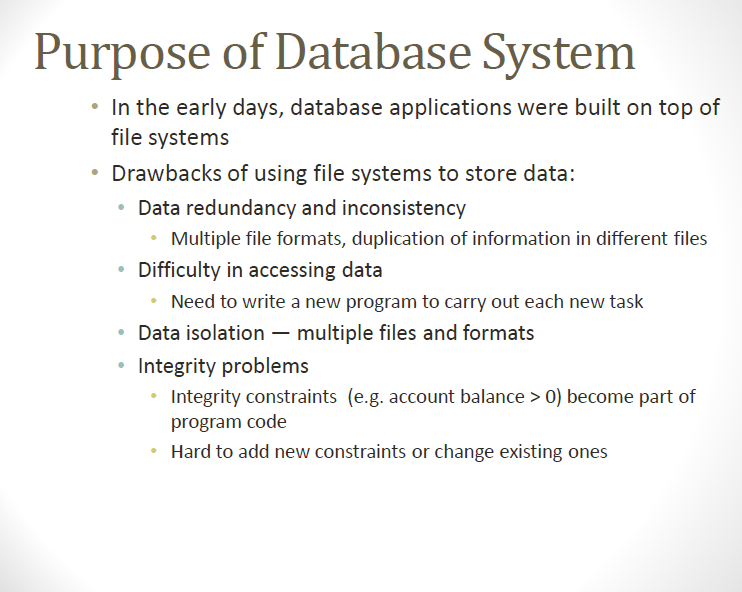 Purpose of Database System
• In the early days, database applications were built on top of
file systems
• Drawbacks of using file systems to store data:
• Data redundancy and inconsistency
• Multiple file formats, duplication of information in different files
• Difficulty in accessing data
• Need to write a new program to carry out each new task
• Data isolation — multiple files and formats
• Integrity problems
• Integrity constraints  (e.g. account balance > 0) become part of
program code
• Hard to add new constraints or change existing ones